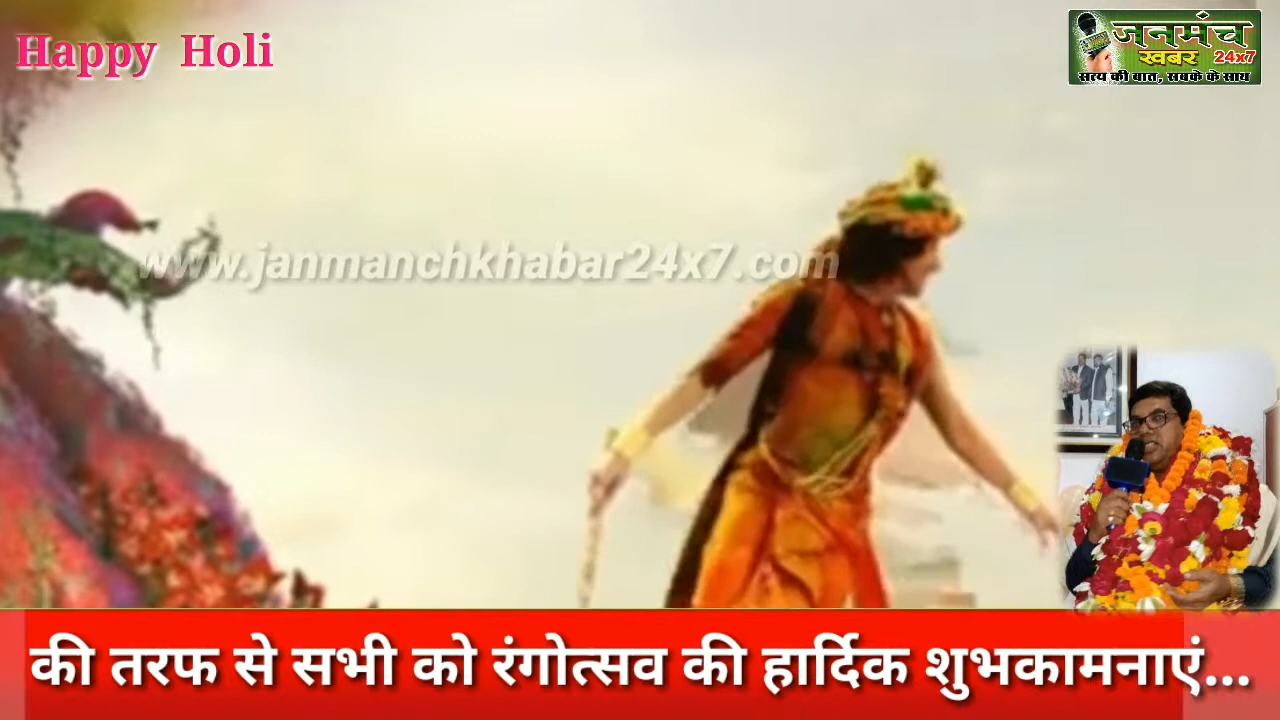 Happy Holi
जनमंच
खबर 24x7
सत्य की बात, सबके के साथ
www.janmanchkhabar24x7.com
की तरफ से सभी को रंगोत्सव की हार्दिक शुभकामनाएं...